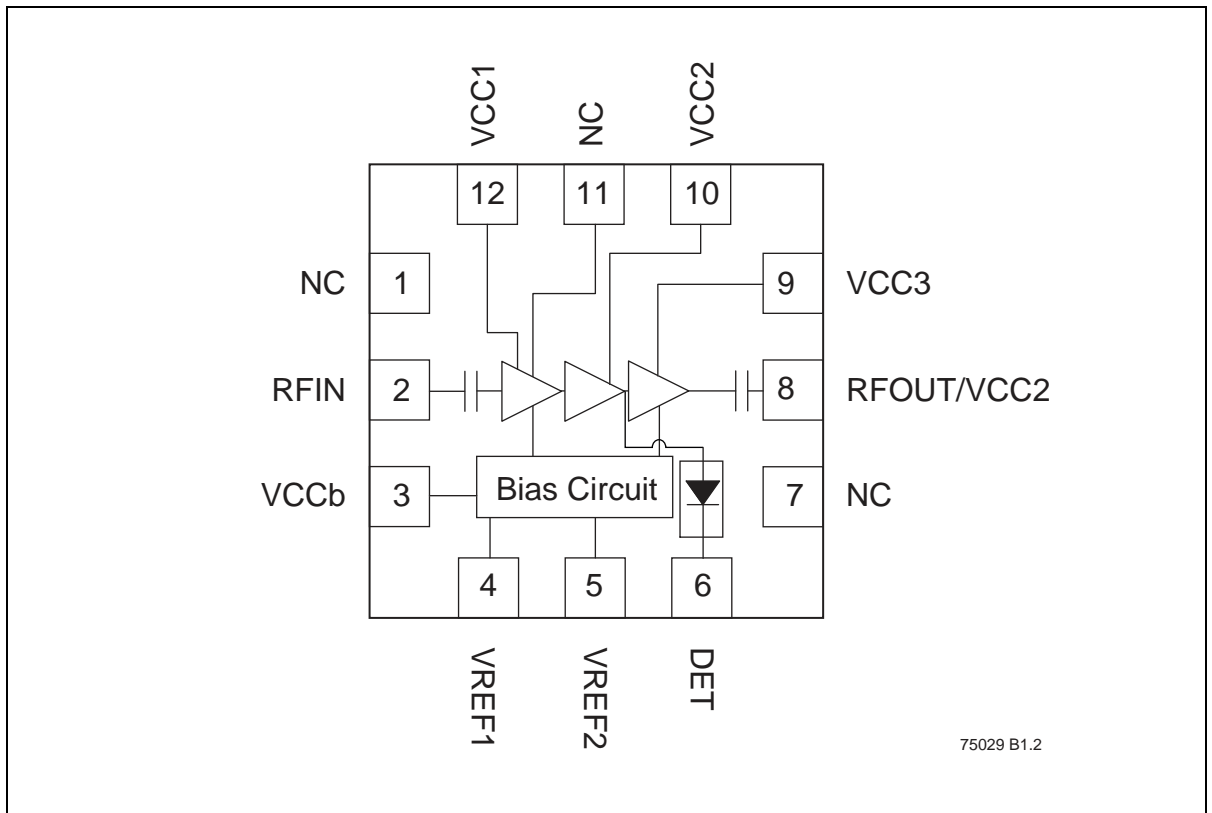 VCC1
NC
VCC2
12
11
10
NC
1
9
VCC3
RFIN
2
8
RFOUT/VCC2
VCCb
3
Bias Circuit
7
NC
4
5
6
VREF1
VREF2
DET
75029 B1.2